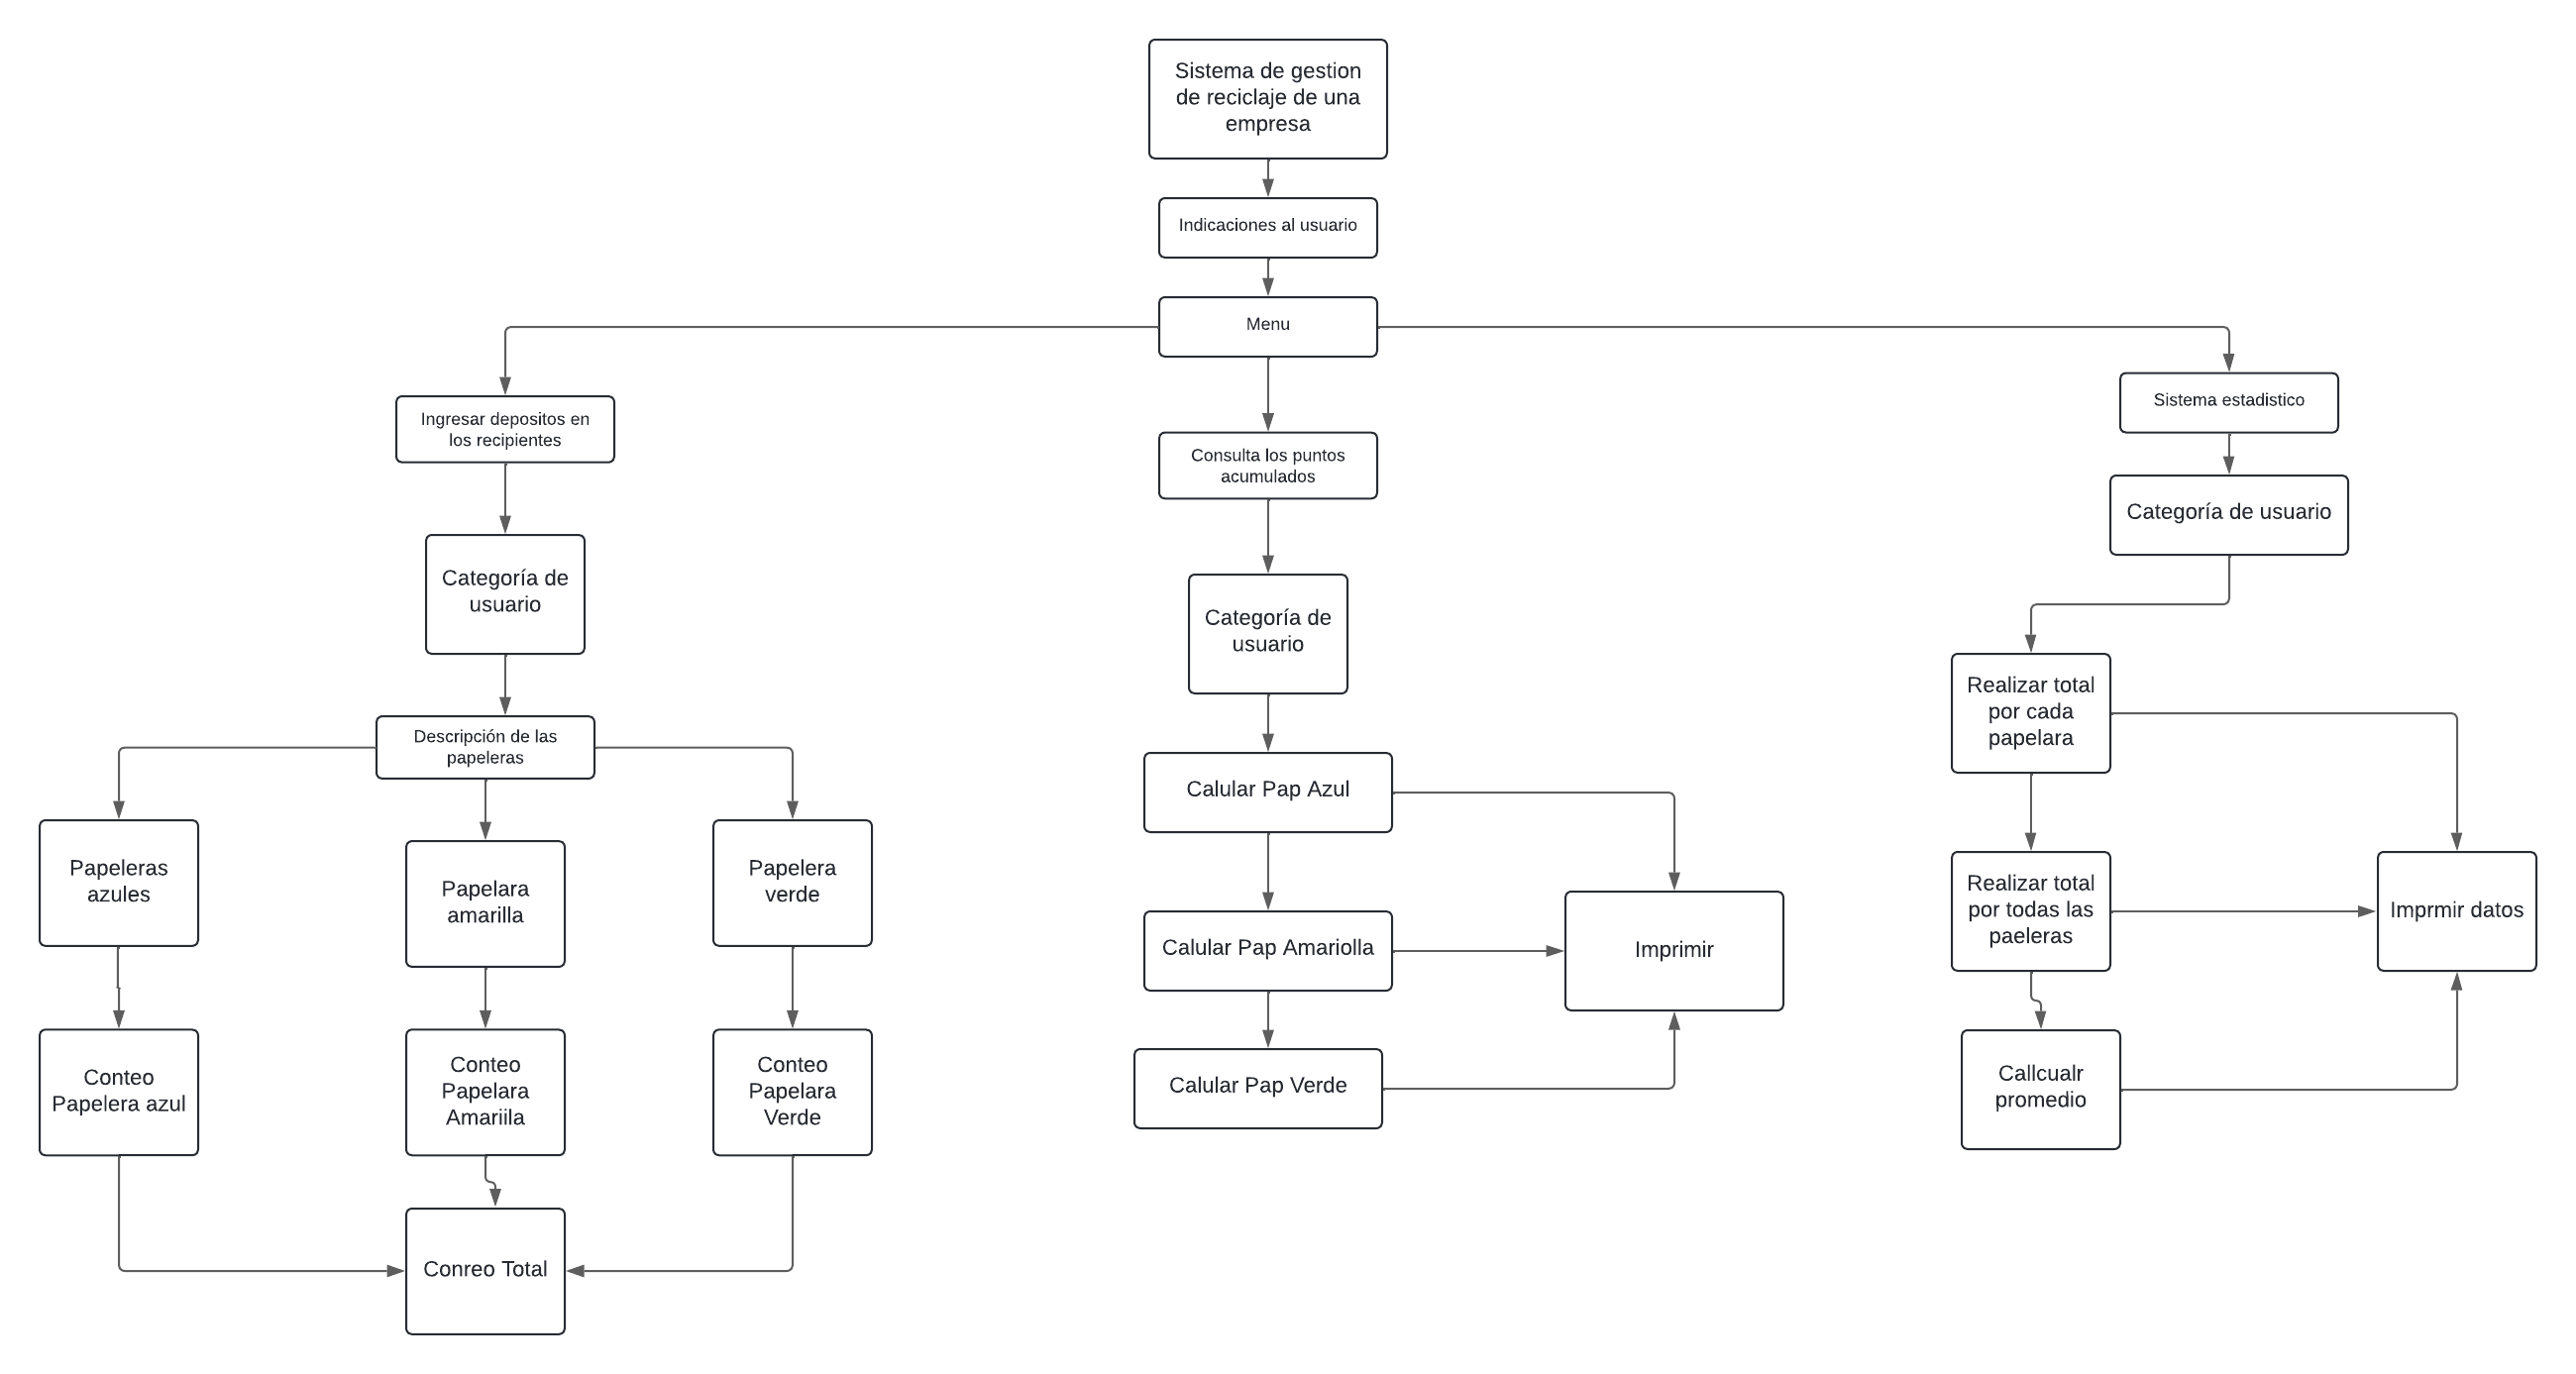 Sistema de gestion
de reciclaje de una
empresa
Indicaciones al usuario
Menu
Ingresar depositos en
los recipientes
Categoría de
usuario
Descripción de las
papeleras
Papeleras
azules
Papelara
amarilla
Papelera
verde
Conteo
Papelera azul
Conteo
Papelara
Amariila
Conteo
Papelara
Verde
Conreo Total
Consulta los puntos
acumulados
Categoría de
usuario
Calular Pap Azul
Calular Pap Amariolla
Calular Pap Verde
Imprimir
Sistema estadistico
Categoría de usuario
Realizar total
por cada
papelara
Realizar total
por todas las
paeleras
Callcualr
promedio
Imprmir datos